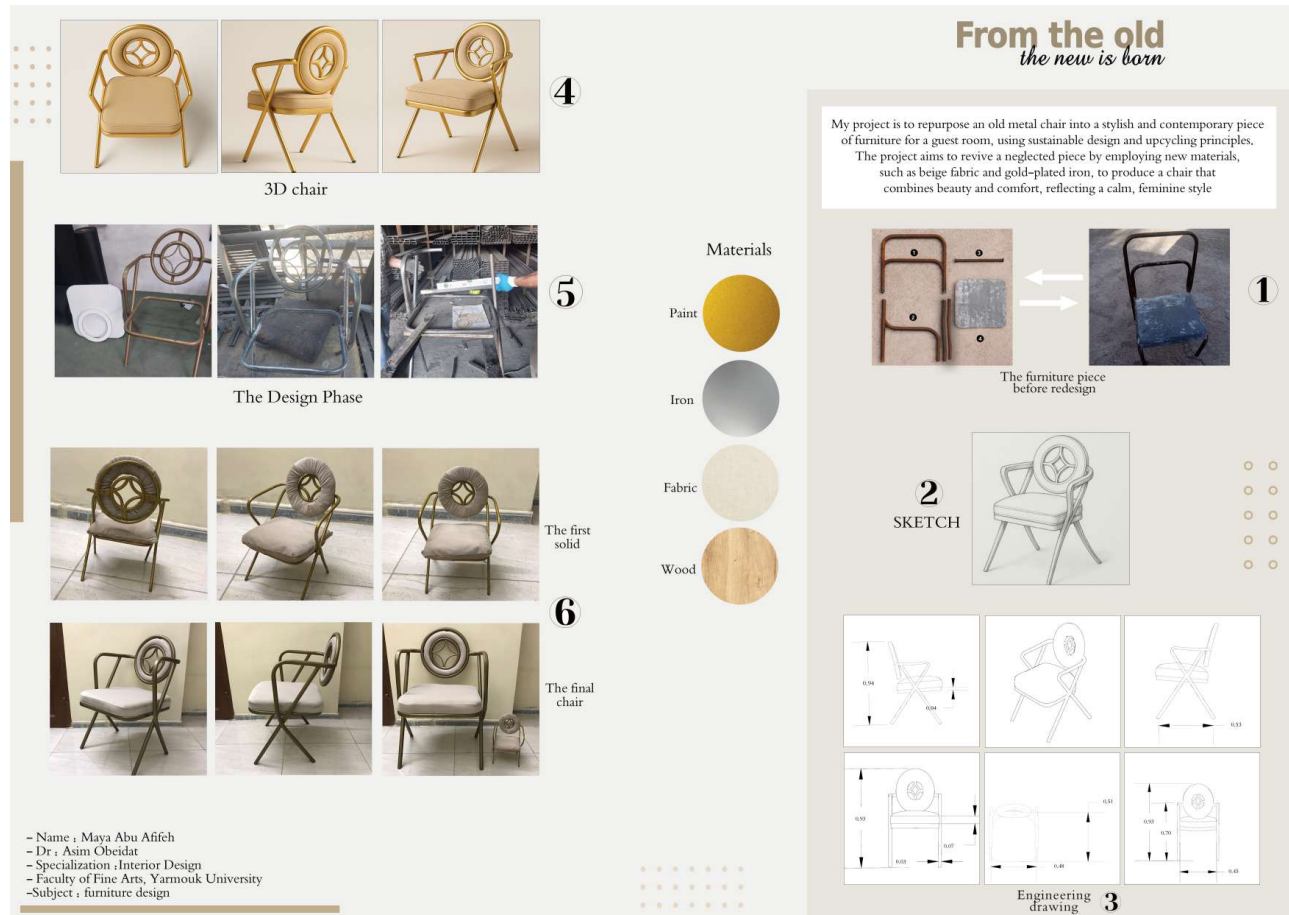 From the old
the new is born
My project is to repurpose an old metal chair into a stylish and contemporary piece
of furniture for a guest room, using sustainable design and upcycling principles.
The project aims to revive a neglected piece by employing new materials,
such as beige fabric and gold-plated iron, to produce a chair that
combines beauty and comfort, reflecting a calm, feminine style
1
2
3
4
1
The furniture piece
before redesign
2
SKETCH
0,94
0,04
0,53
0,93
0,03
0,07
0,51
0,48
0,93
0,70
0,45
Engineering
drawing
3
4
3D chair
5
The Design Phase
Materials
Paint
Iron
Fabric
Wood
The first
solid
6
The final
chair
- Name : Maya Abu Afifeh
- Dr : Asim Obeidat
- Specialization :Interior Design
- Faculty of Fine Arts, Yarmouk University
-Subject : furniture design